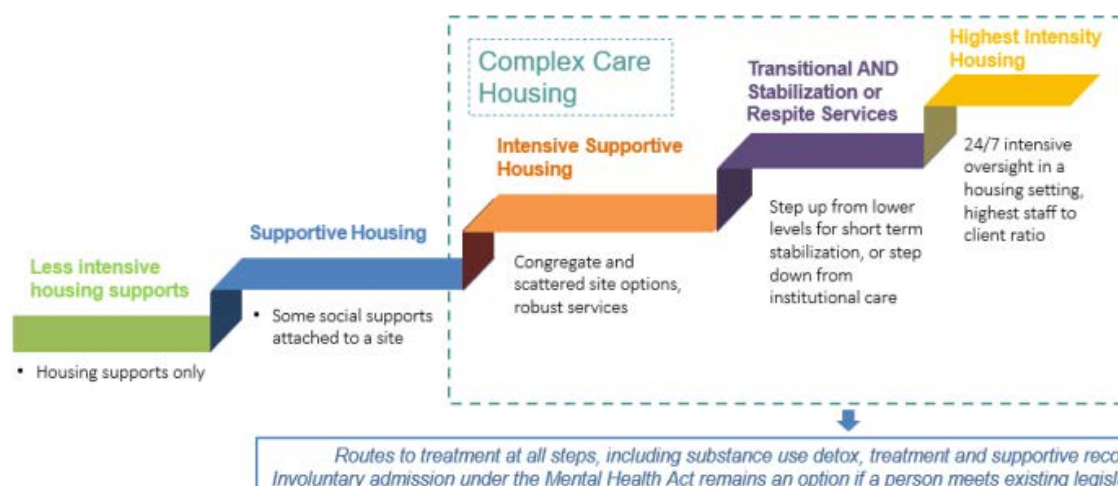 Complex Care
Housing
Highest Intensity
Housing
Transitional AND
Stabilization or
Respite Services
Intensive Supportive
Housing
Supportive Housing
Less intensive
housing supports
24/7 intensive
oversight in a
housing setting,
highest staff to
client ratio
Step up from lower
levels for short term
stabilization, or step
down from
institutional care
Congregate and
scattered site options,
robust services
• Some social supports
attached to a site
• Housing supports only
Routes to treatment at all steps, including substance use detox, treatment and supportive reco
Involuntary admission under the Mental Health Act remains an option if a person meets existing legisl